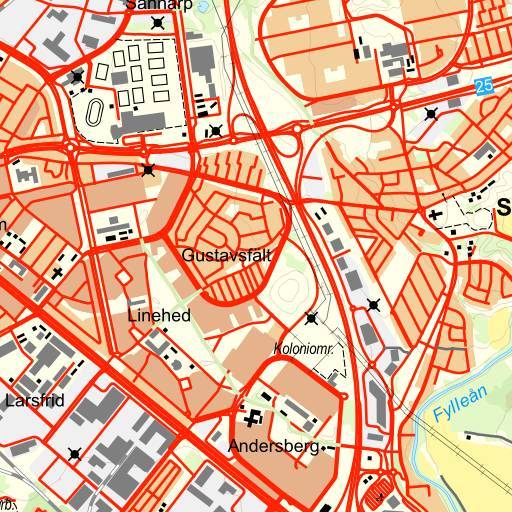 Sannarp
25
S
Gustavsfält
Linehed
Koloniomr.
Larsfrid
Fylleån
Andersberg